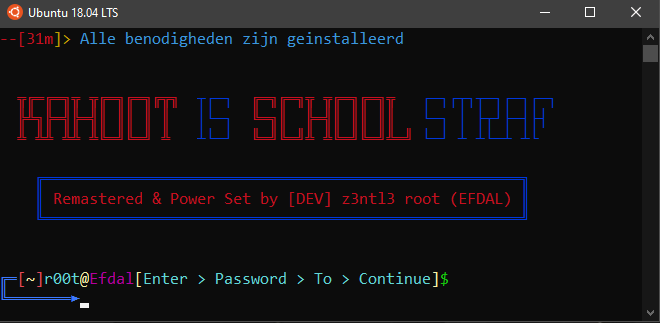 Ubuntu 18.04 LTS
--[31m]> Alle benodigheden zijn geinstalleerd
KAHOOT IS SCHOOL STRAF
Remastered & Power Set by [DEV] z3ntl3 root (EFDAL)
[~]r00t@Efdal[Enter > Password > To > Continue]$